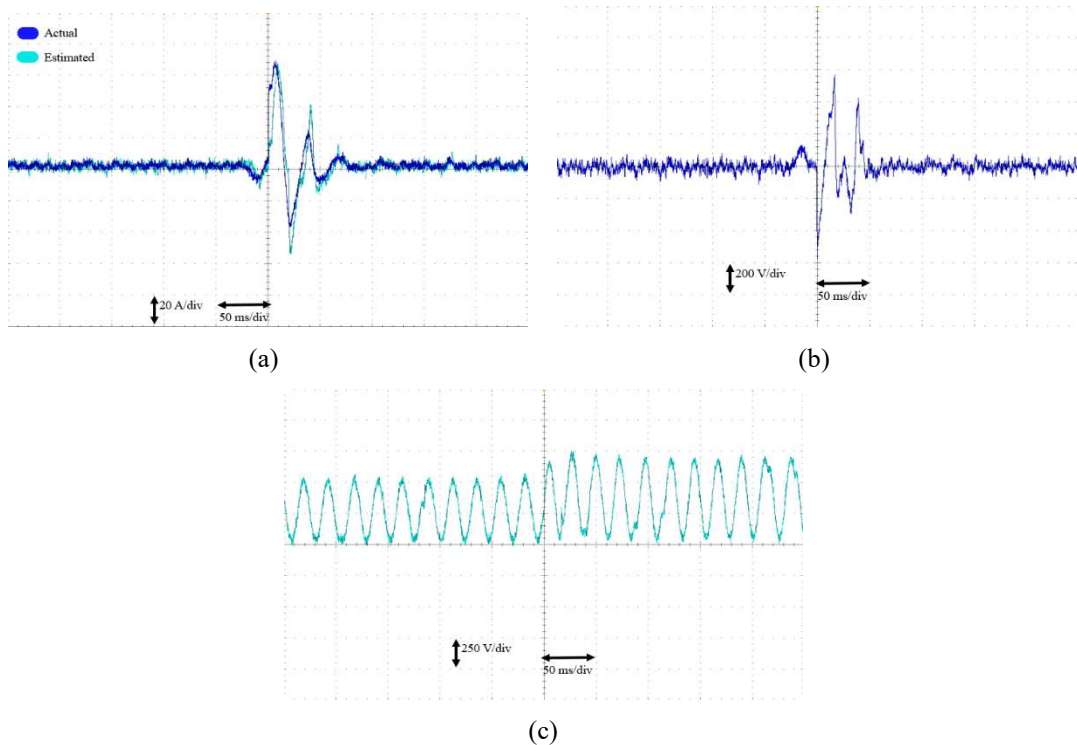 Actual
Estimated
20 A/div
50 ms/div
(a)
200 V/div
50 ms/div
(b)
250 V/div
50 ms/div
(c)